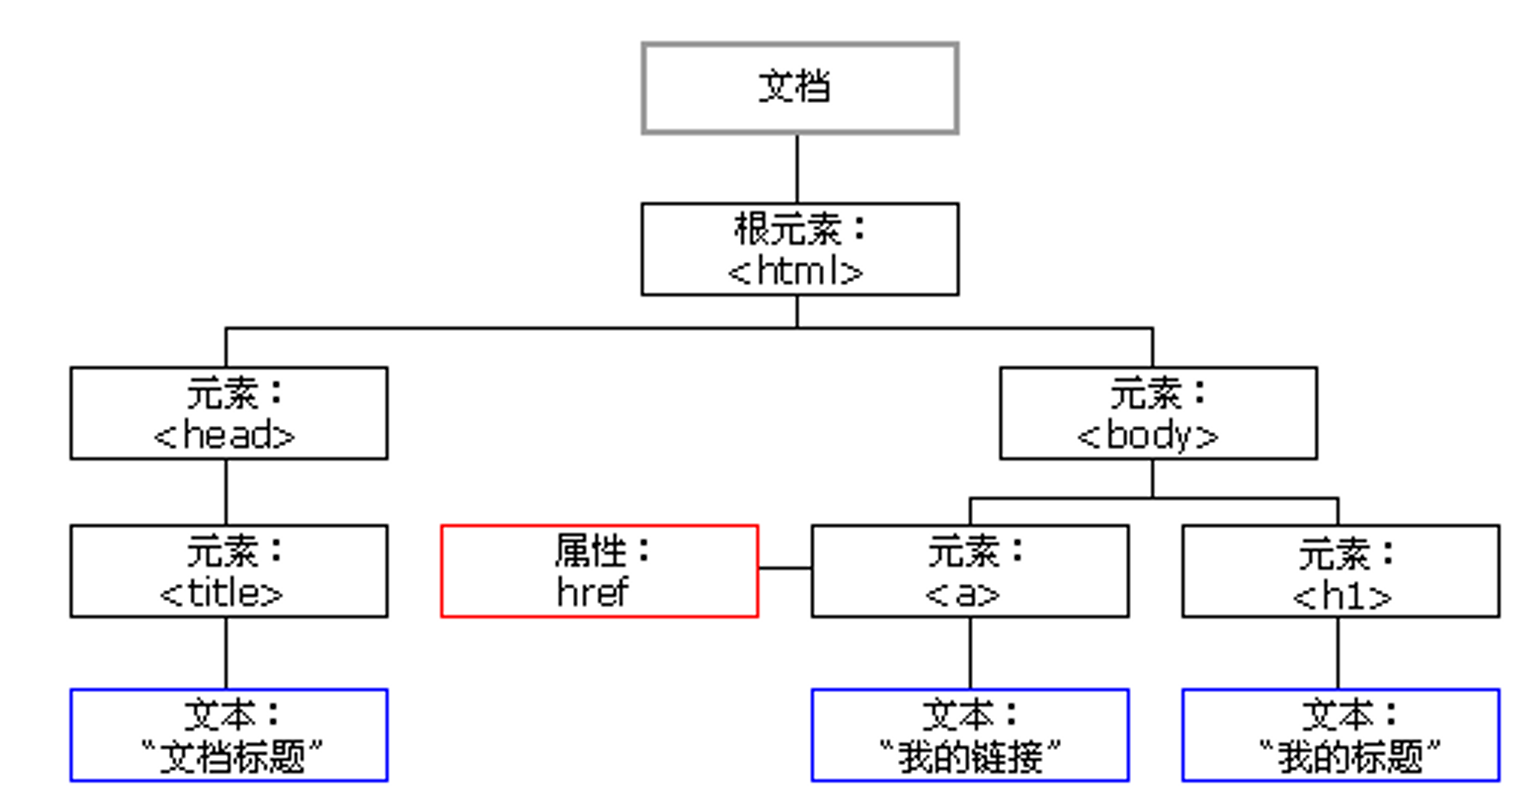 文档
根元素：
<html>
元素：
<head>
元素：
<body>
元素：
<title>
属性：
href
元素：
<a>
元素：
<h1>
文本：
“文档标题”
文本：
“我的链接”
文本：
“我的标题”